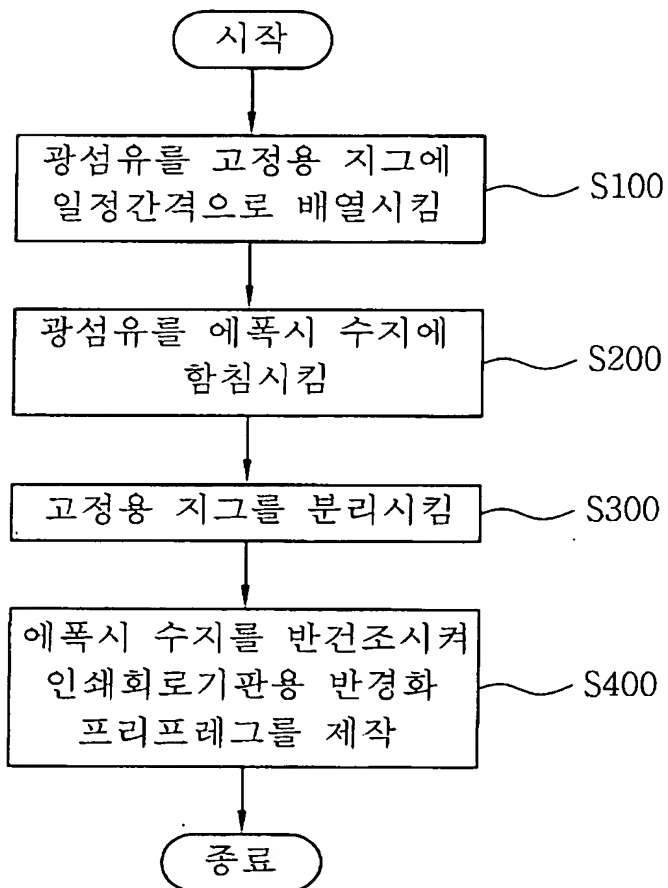 시작
광섬유를 고정용 지그에
일정간격으로 배열시킴
S100
광섬유를 에폭시 수지에
함침시킴
S200
고정용 지그를 분리시킴
S300
에폭시 수지를 반건조시켜
인쇄회로기판용 반경화
프리프레그를 제작
S400
종료